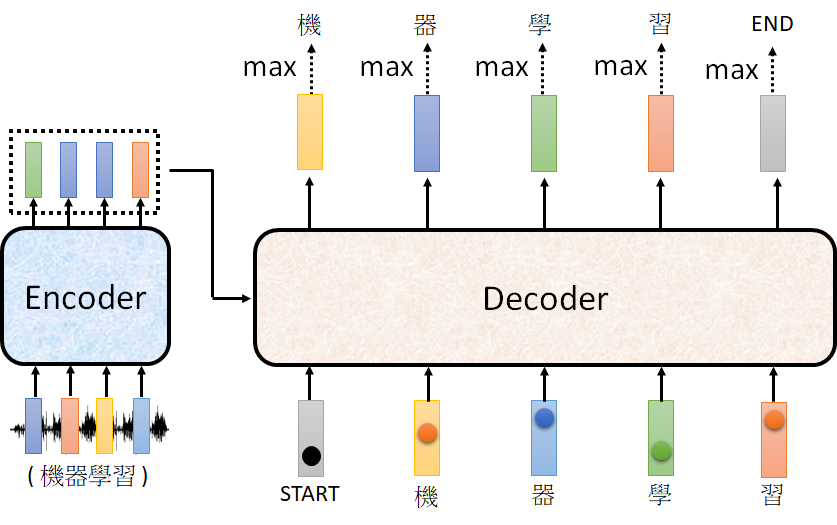 機 器 學 習 END
max max max max max
Encoder
Decoder
( 機器學習 )
START 機 器 學 習